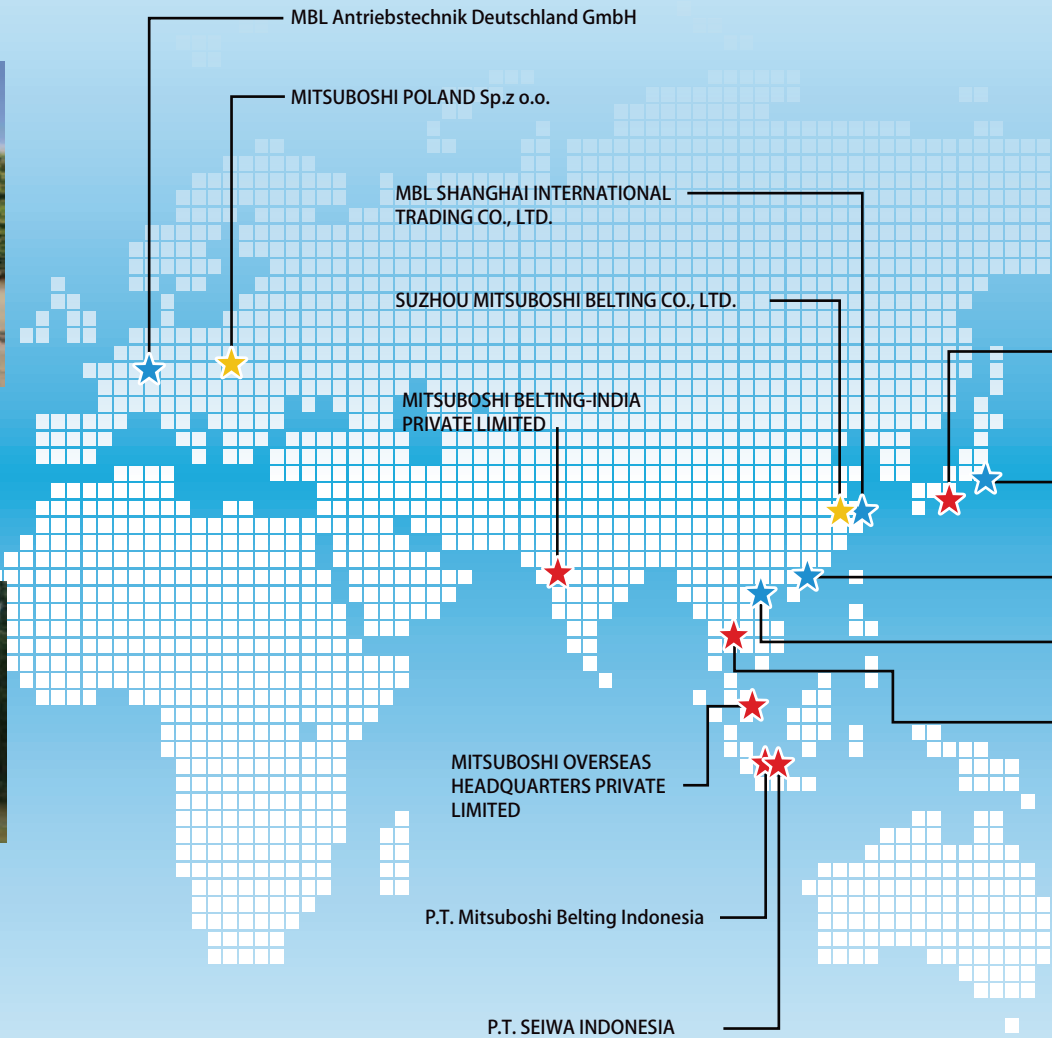 MBL Antriebstechnik Deutschland GmbH
MITSUBOSHI POLAND Sp.z o.o.
MBL SHANGHAI INTERNATIONAL
TRADING CO., LTD.
SUZHOU MITSUBOSHI BELTING CO., LTD.
MITSUBOSHI BELTING-INDIA
PRIVATE LIMITED
MITSUBOSHI OVERSEAS
HEADQUARTERS PRIVATE
LIMITED
P.T. Mitsuboshi Belting Indonesia
P.T. SEIWA INDONESIA